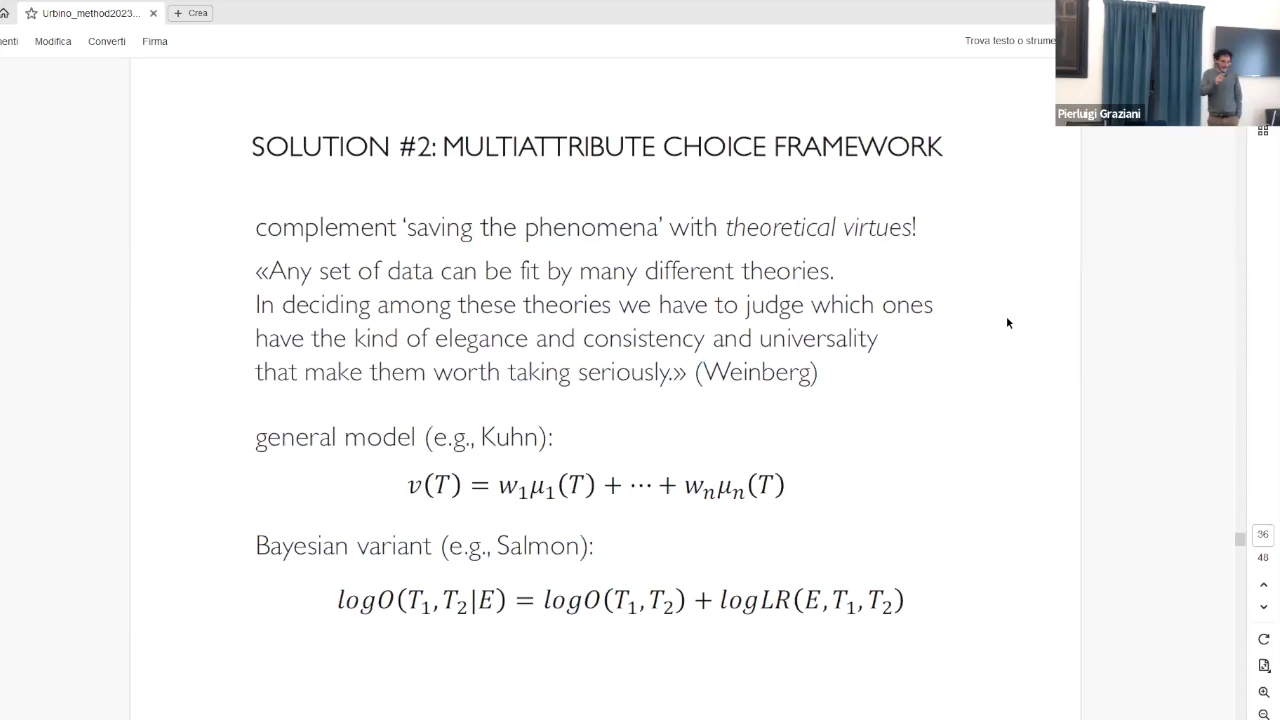 Urbino_method2023...
Crea
menti
Modifica
Converti
Firma
Trova testo o strume
Pierluigi Graziani
SOLUTION #2: MULTIATTRIBUTE CHOICE FRAMEWORK
complement ‘saving the phenomena’ with theoretical virtues!
«Any set of data can be fit by many different theories.
In deciding among these theories we have to judge which ones
have the kind of elegance and consistency and universality
that make them worth taking seriously.» (Weinberg)
general model (e.g., Kuhn):
v(T) = w₁μ₁(T) + ⋯ + wₙμₙ(T)
Bayesian variant (e.g., Salmon):
logO(T₁, T₂|E) = logO(T₁, T₂) + logLR(E, T₁, T₂)
36
48